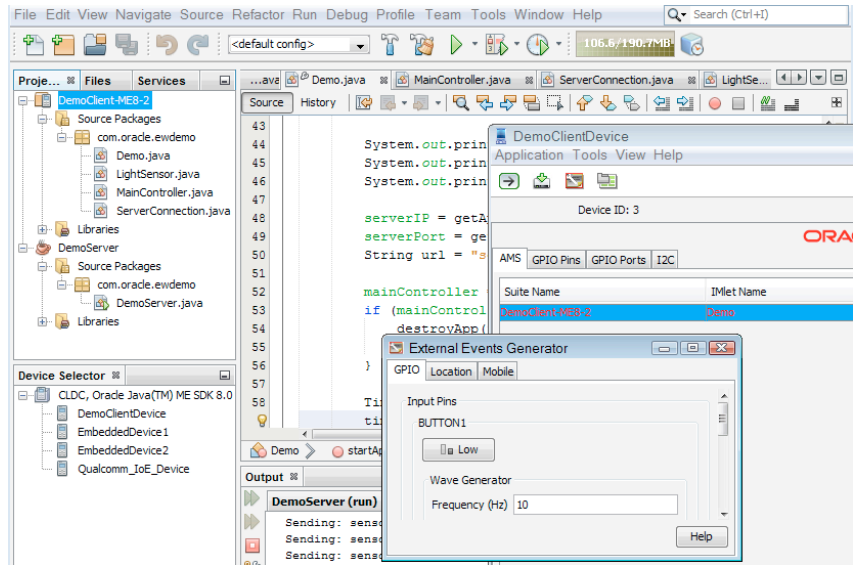 File Edit View Navigate Source Refactor Run Debug Profile Team Tools Window Help
Search (Ctrl+I)
<default config>
106.6/190.7MB
Proje... Files Services
DemoClient-ME8-2
Source Packages
com.oracle.ewdemo
Demo.java
LightSensor.java
MainController.java
ServerConnection.java
Libraries
DemoServer
Source Packages
com.oracle.ewdemo
DemoServer.java
Libraries
Device Selector
CLDC, Oracle Java(TM) ME SDK 8.0
DemoClientDevice
EmbeddedDevice1
EmbeddedDevice2
Qualcomm_IoE_Device
...ava Demo.java MainController.java ServerConnection.java LightSe...
Source History
43
44 System.out.prin
45 System.out.prin
46 System.out.prin
47
48 serverIP = getA
49 serverPort = ge
50 String url = "s
51
52 mainController
53 if (mainControl
54 destroyApp(
55
56 }
57
58 Ti
ti
Demo startAp
Output
DemoServer (run)
Sending: senso
Sending: senso
Sending: senso
DemoClientDevice
Application Tools View Help
Device ID: 3
ORA
AMS GPIO Pins GPIO Ports I2C
Suite Name IMlet Name
DemoClient-ME8-2 Demo
External Events Generator
GPIO Location Mobile
Input Pins
BUTTON1
Low
Wave Generator
Frequency (Hz) 10
Help